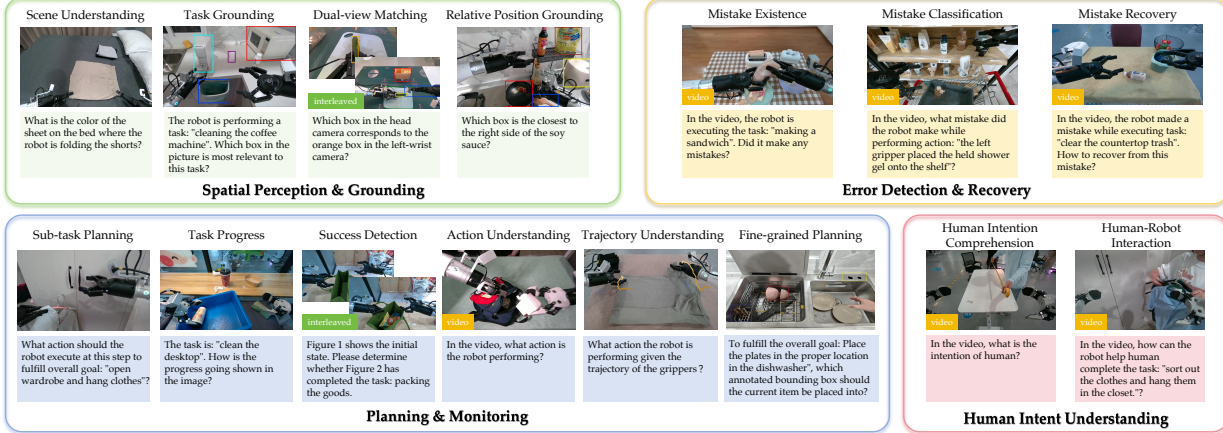 Scene Understanding
Task Grounding
Dual-view Matching
Relative Position Grounding
interleaved
What is the color of the
sheet on the bed where the
robot is folding the shorts?
The robot is performing a
task: "cleaning the coffee
machine". Which box in the
picture is most relevant to
this task?
Which box in the head
camera corresponds to the
orange box in the left-wrist
camera?
Which box is the closest to
the right side of the soy
sauce?
Spatial Perception & Grounding
Mistake Existence
Mistake Classification
Mistake Recovery
video
video
video
In the video, the robot is
executing the task: "making a
sandwich". Did it make any
mistakes?
In the video, what mistake did
the robot make while
performing action: "the left
gripper placed the held shower
gel onto the shelf"?
In the video, the robot made a
mistake while executing task:
"clear the countertop trash".
How to recover from this
mistake?
Error Detection & Recovery
Sub-task Planning
Task Progress
Success Detection
Action Understanding
Trajectory Understanding
Fine-grained Planning
interleaved
video
What action should the
robot execute at this step to
fulfill overall goal: "open
wardrobe and hang clothes"?
The task is: "clean the
desktop". How is the
progress going shown in
the image?
Figure 1 shows the initial
state. Please determine
whether Figure 2 has
completed the task: packing
the goods.
In the video, what action is
the robot performing?
What action the robot is
performing given the
trajectory of the grippers ?
To fulfill the overall goal: Place
the plates in the proper location
in the dishwasher", which
annotated bounding box should
the current item be placed into?
Planning & Monitoring
Human Intention
Comprehension
Human-Robot
Interaction
video
video
In the video, what is the
intention of human?
In the video, how can the
robot help human
complete the task: "sort out
the clothes and hang them
in the closet."?
Human Intent Understanding